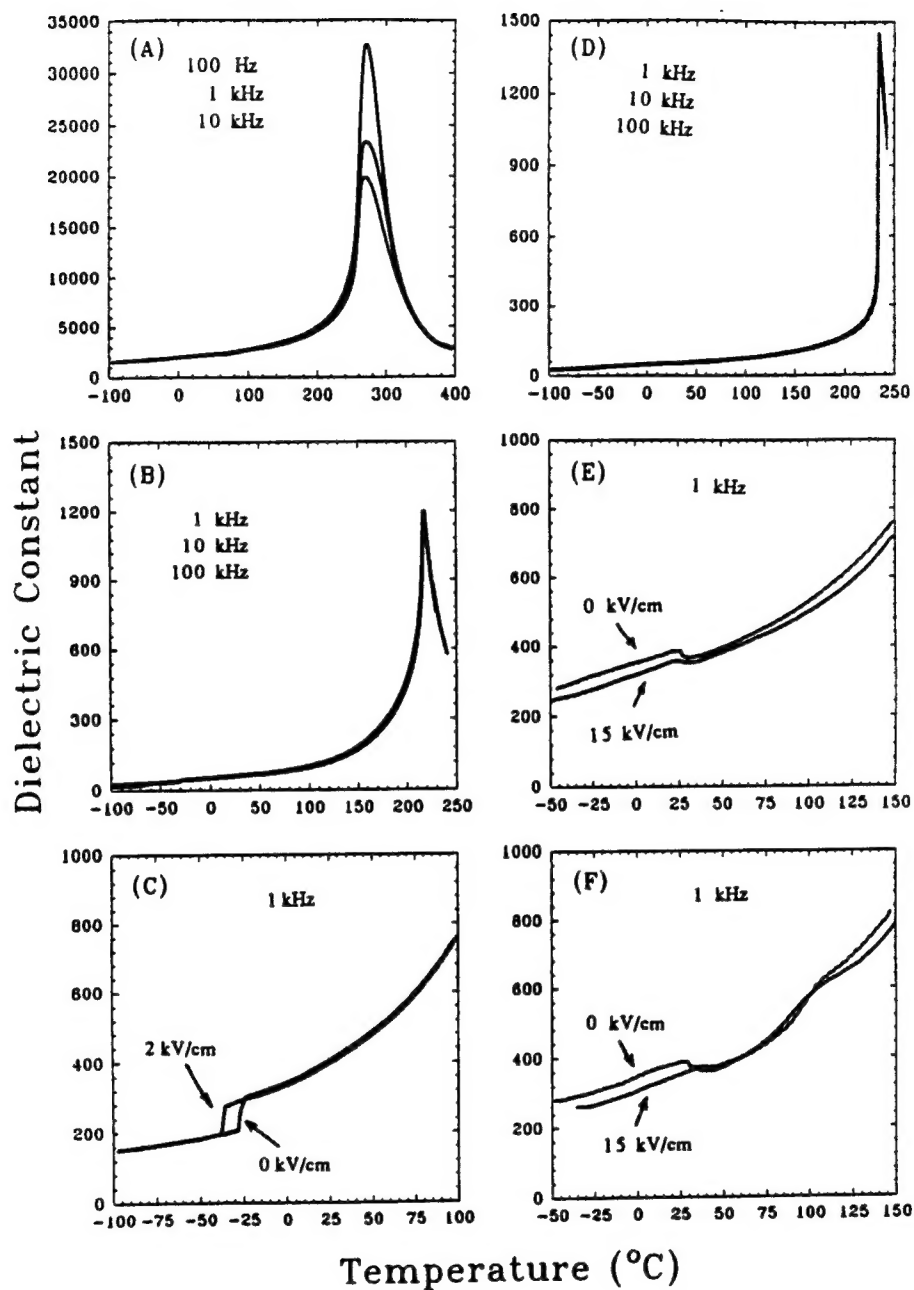 (A)
100 Hz
1 kHz
10 kHz
35000
30000
25000
20000
15000
10000
5000
0
-100 0 100 200 300 400
(D)
1 kHz
10 kHz
100 kHz
1500
1200
900
600
300
0
-100 -50 0 50 100 150 200 250
Dielectric Constant
(B)
1 kHz
10 kHz
100 kHz
1500
1200
900
600
300
0
-100 -50 0 50 100 150 200 250
(E)
1 kHz
0 kV/cm
15 kV/cm
1000
800
600
400
200
0
-50 -25 0 25 50 75 100 125 150
(C)
1 kHz
2 kV/cm
0 kV/cm
1000
800
600
400
200
0
-100 -75 -50 -25 0 25 50 75 100
(F)
1 kHz
0 kV/cm
15 kV/cm
1000
800
600
400
200
0
-50 -25 0 25 50 75 100 125 150
Temperature (°C)